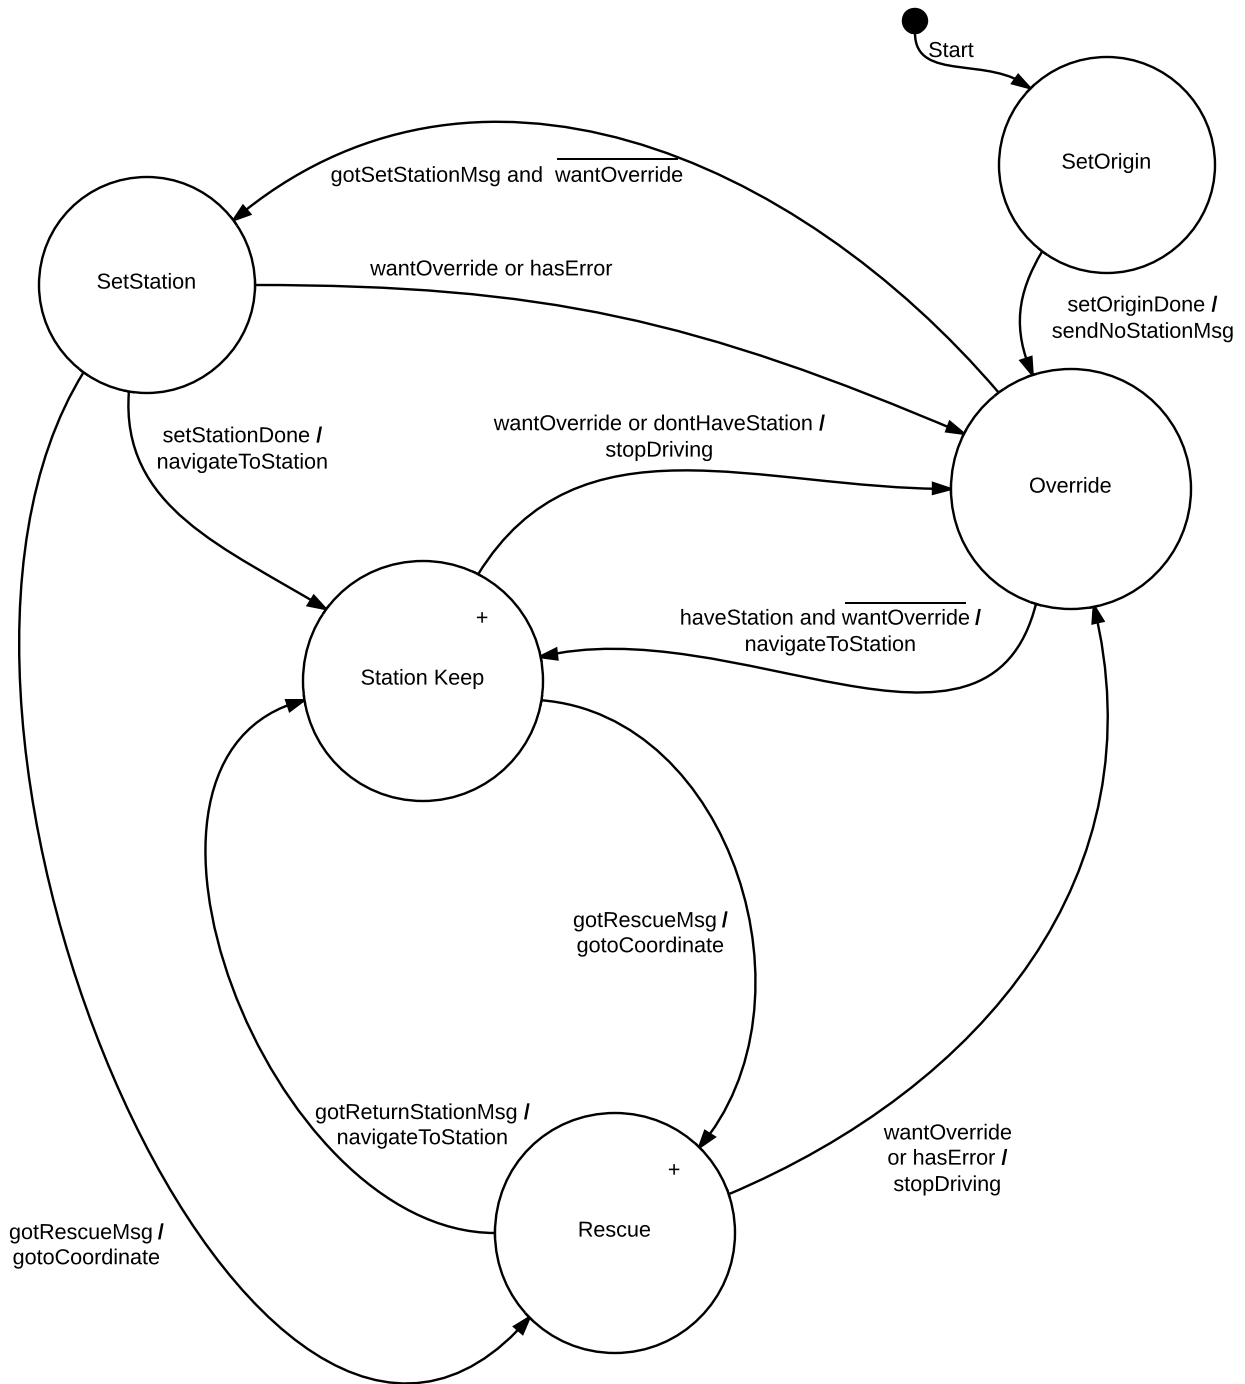 Start
SetOrigin
gotSetStationMsg and wantOverride
wantOverride or hasError
SetStation
setOriginDone /
sendNoStationMsg
setStationDone /
navigateToStation
wantOverride or dontHaveStation /
stopDriving
Override
+
Station Keep
haveStation and wantOverride /
navigateToStation
gotRescueMsg /
gotoCoordinate
gotReturnStationMsg /
navigateToStation
wantOverride
or hasError /
stopDriving
+
Rescue
gotRescueMsg /
gotoCoordinate